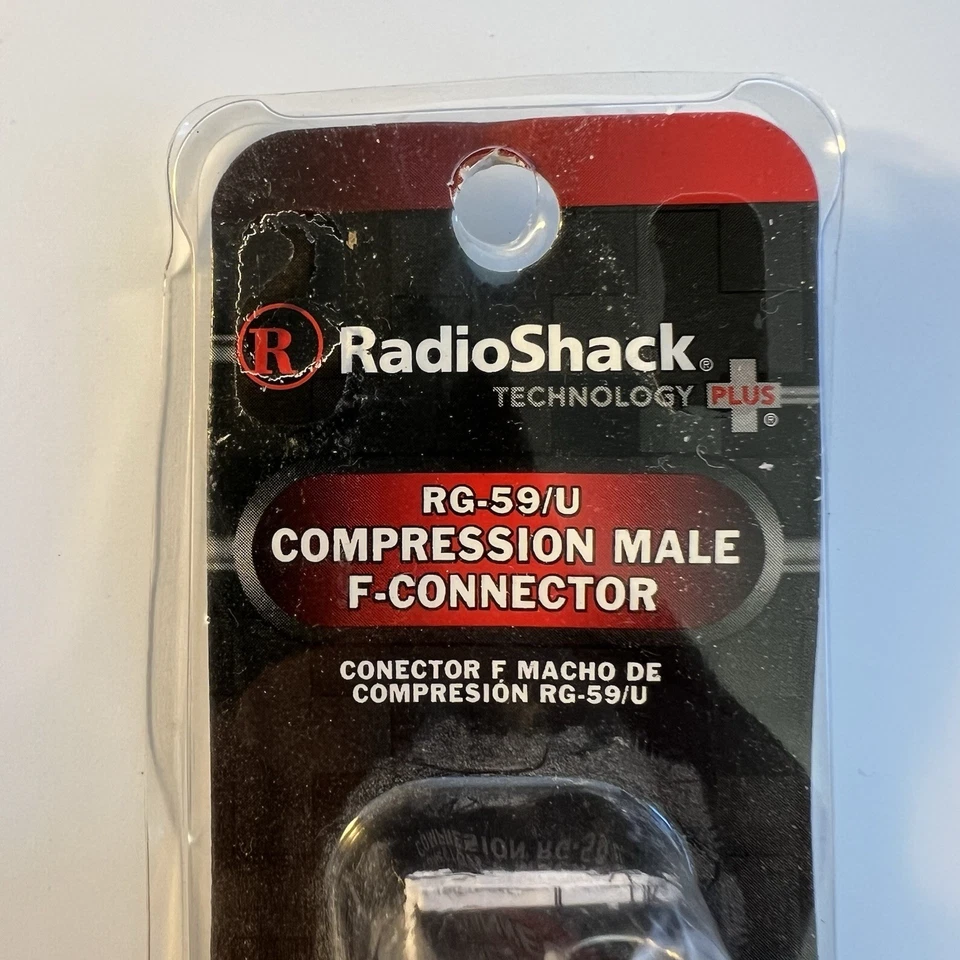 R RadioShack®
TECHNOLOGY PLUS®
RG-59/U
COMPRESSION MALE
F-CONNECTOR
CONECTOR F MACHO DE
COMPRESIÓN RG-59/U